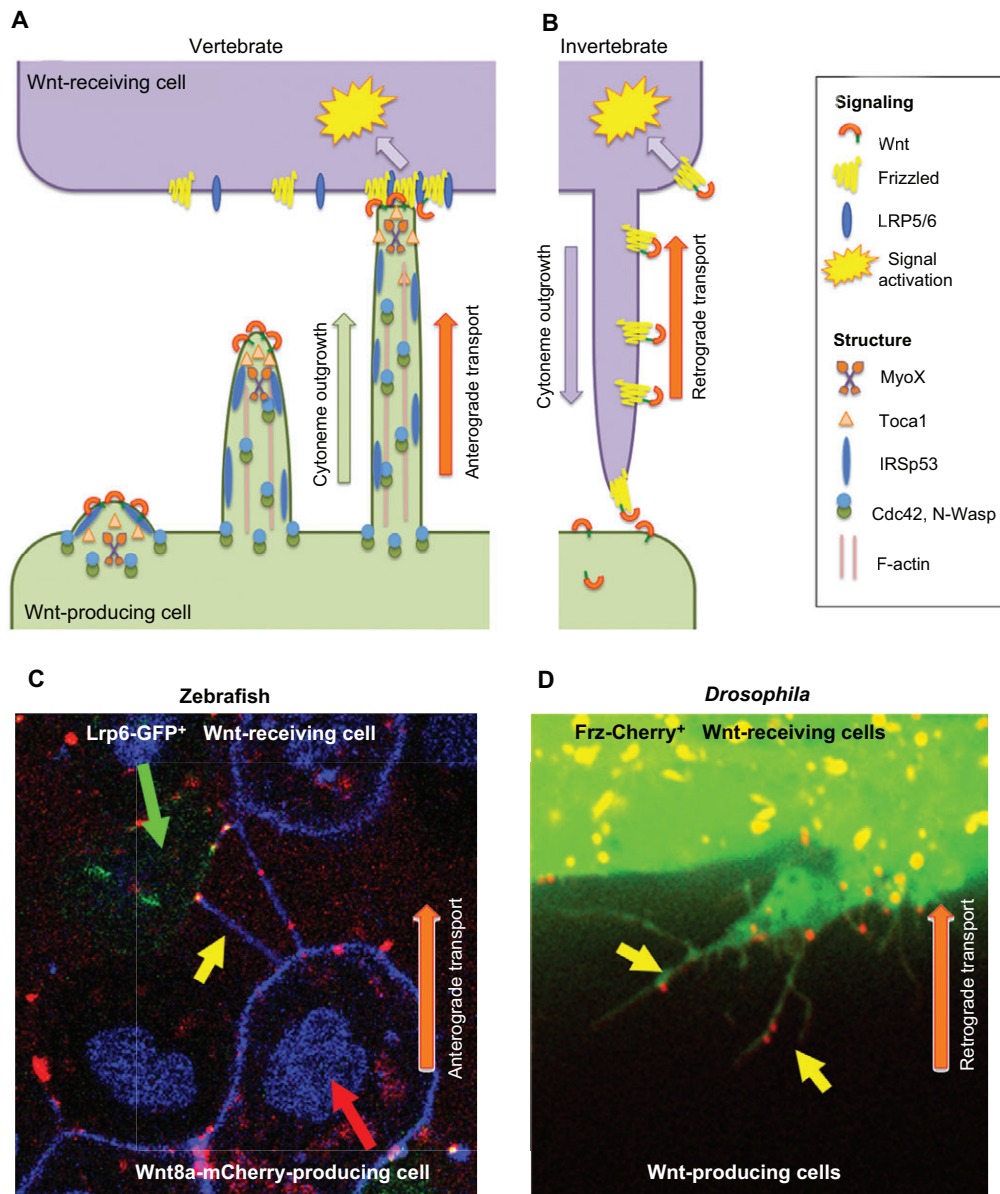 A
Vertebrate
Wnt-receiving cell
Cytoneme outgrowth
Anterograde transport
Wnt-producing cell
B
Invertebrate
Cytoneme outgrowth
Retrograde transport
Signaling
Wnt
Frizzled
LRP5/6
Signal
activation
Structure
MyoX
Toca1
IRSp53
Cdc42, N-Wasp
F-actin
C
Zebrafish
Lrp6-GFP⁺ Wnt-receiving cell
Anterograde transport
Wnt8a-mCherry-producing cell
D
Drosophila
Frz-Cherry⁺ Wnt-receiving cells
Retrograde transport
Wnt-producing cells